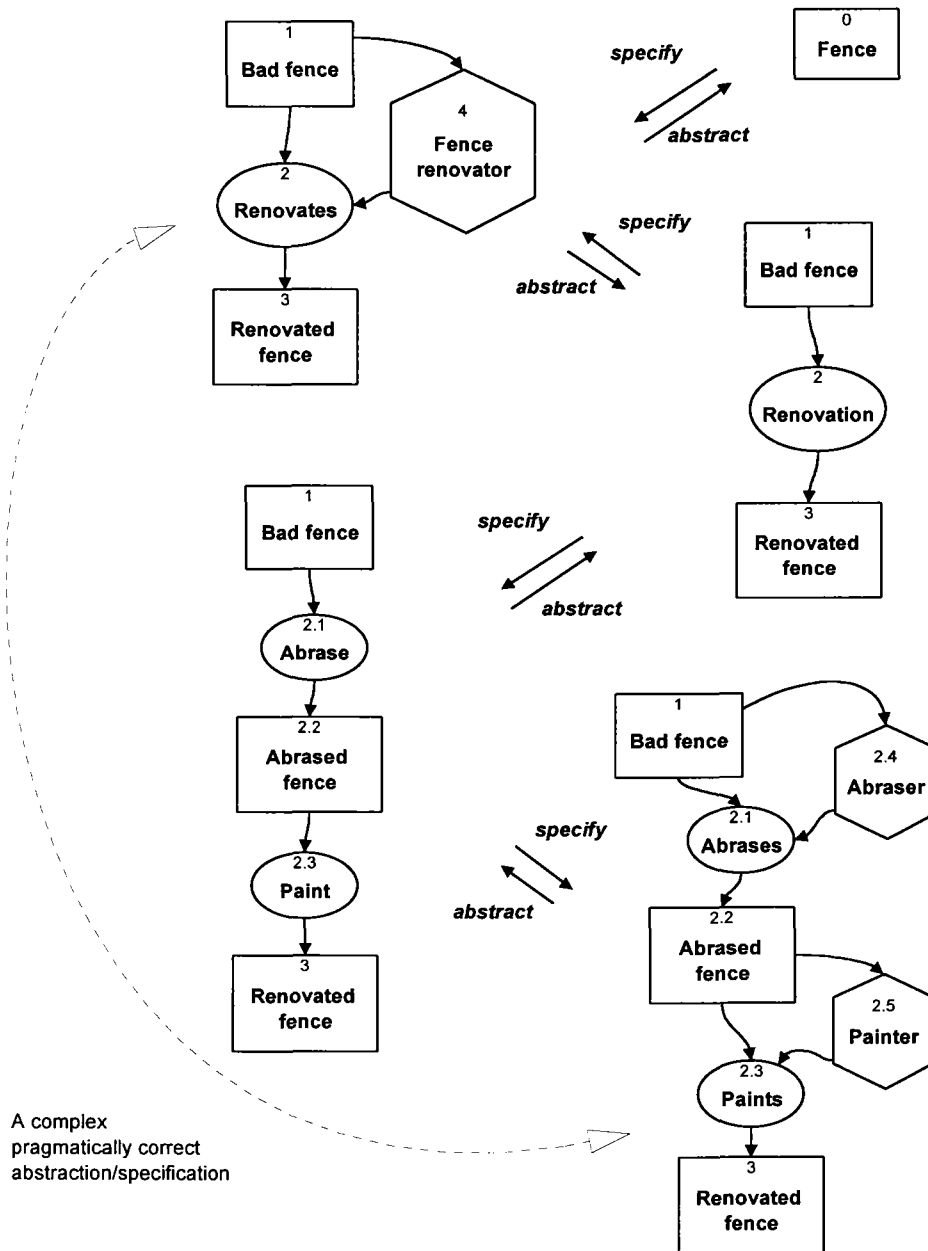 1
Bad fence
4
Fence
renovator
2
Renovates
3
Renovated
fence
specify
abstract
0
Fence
specify
abstract
1
Bad fence
2
Renovation
3
Renovated
fence
1
Bad fence
2.1
Abrase
2.2
Abrased
fence
2.3
Paint
3
Renovated
fence
specify
abstract
specify
abstract
1
Bad fence
2.4
Abraser
2.1
Abrases
2.2
Abrased
fence
2.5
Painter
2.3
Paints
3
Renovated
fence
A complex
pragmatically correct
abstraction/specification